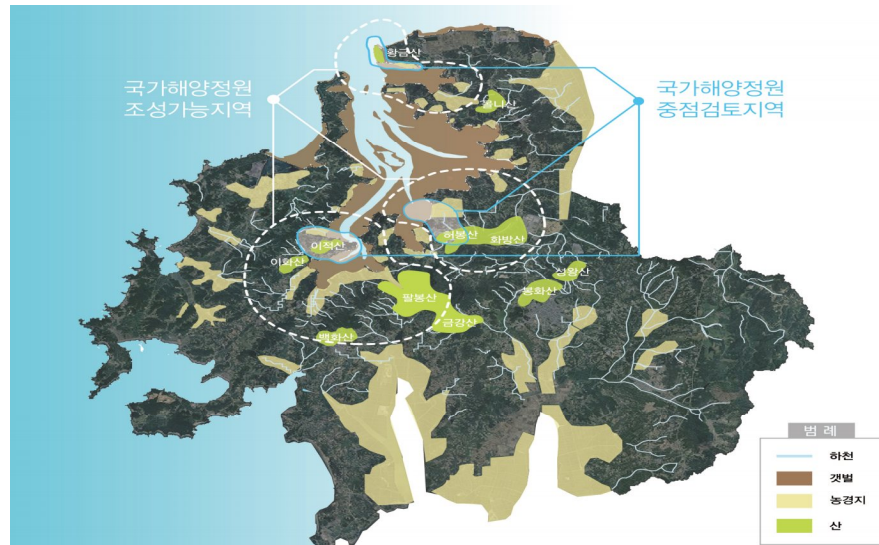 황금산
국가해양정원
조성가능지역
국가해양정원
중점검토지역
허봉산
화방산
이적산
이화산
삼왕산
봉화산
팔봉산
금강산
백화산
범 례
하천
갯벌
농경지
산